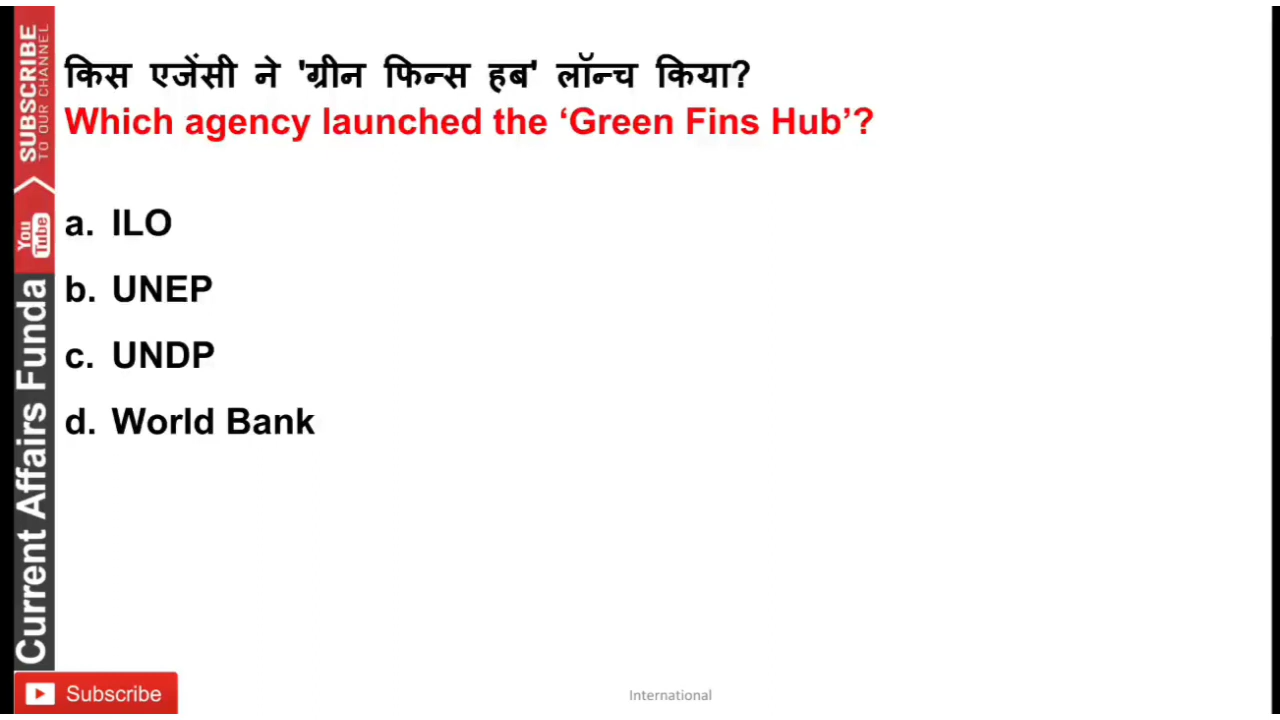 किस एजेंसी ने 'ग्रीन फिन्स हब' लॉन्च किया?
Which agency launched the ‘Green Fins Hub’?
a. ILO
b. UNEP
c. UNDP
d. World Bank
SUBSCRIBE
TO OUR CHANNEL
You
Tube
Current Affairs Funda
Subscribe
International